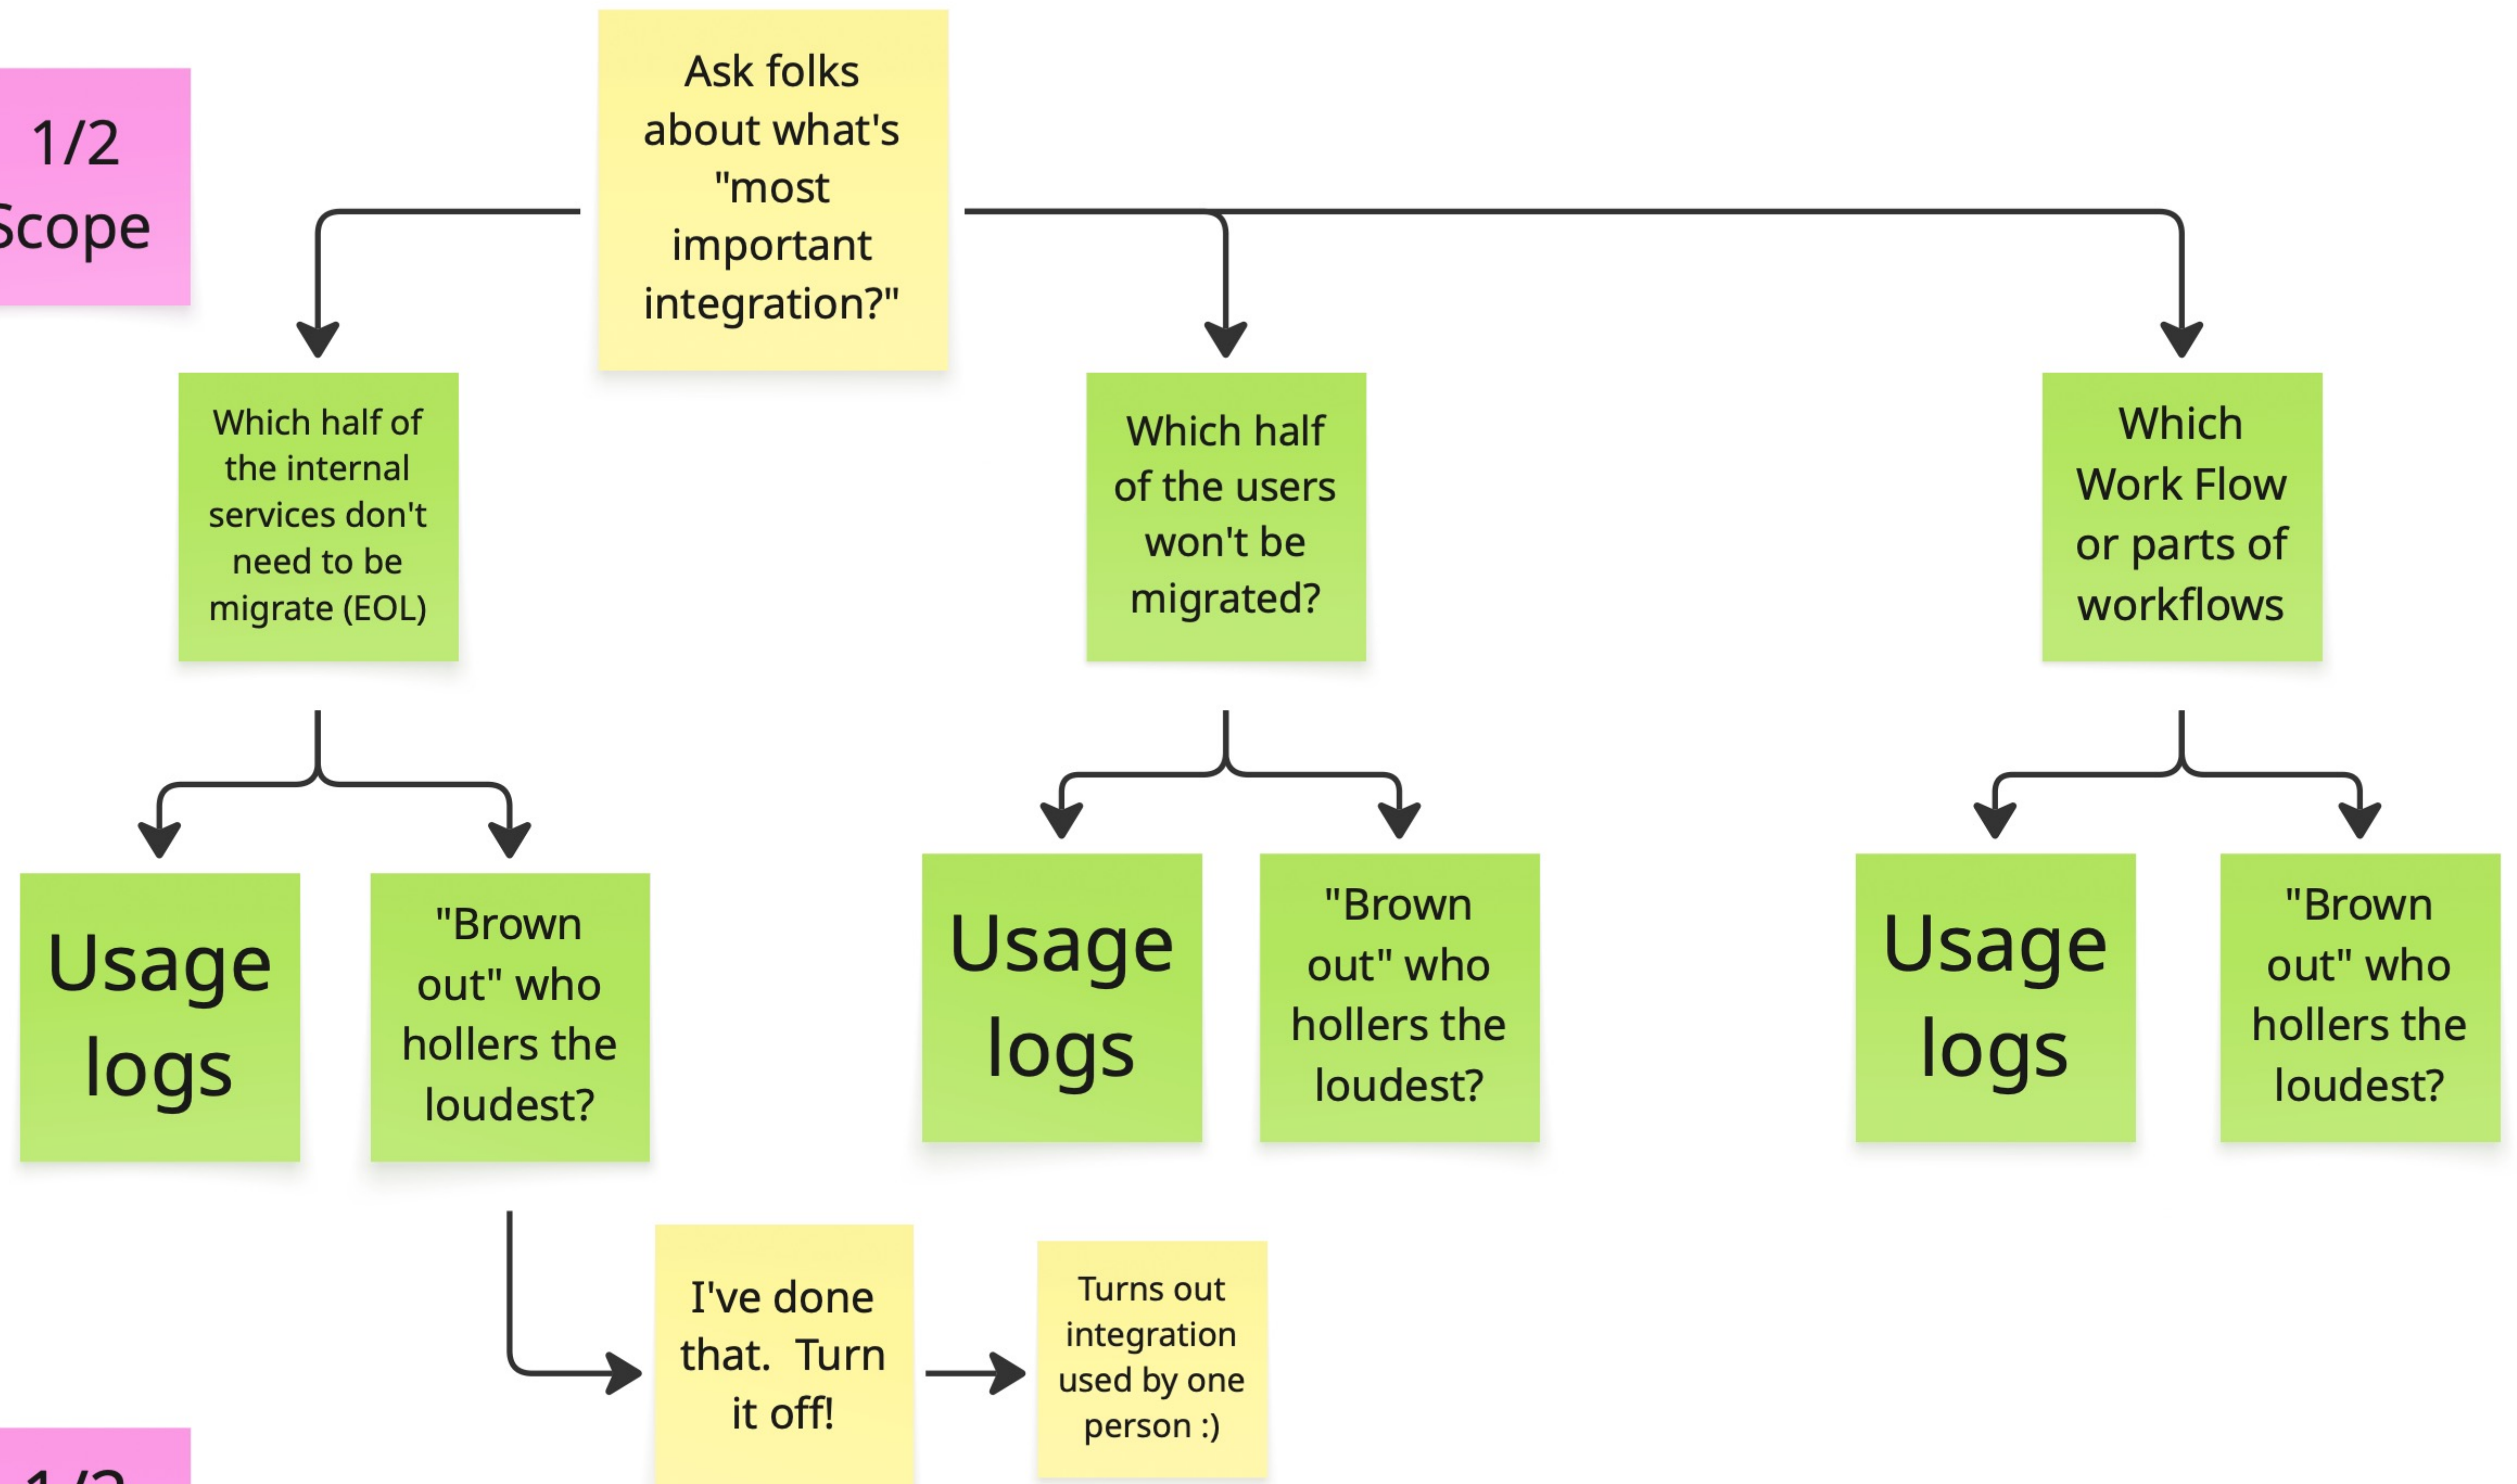 1/2
Scope
Ask folks
about what's
"most
important
integration?"
Which half of
the internal
services don't
need to be
migrate (EOL)
Which half
of the users
won't be
migrated?
Which
Work Flow
or parts of
workflows
Usage
logs
"Brown
out" who
hollers the
loudest?
Usage
logs
"Brown
out" who
hollers the
loudest?
Usage
logs
"Brown
out" who
hollers the
loudest?
I've done
that.  Turn
it off!
Turns out
integration
used by one
person :)
1/2